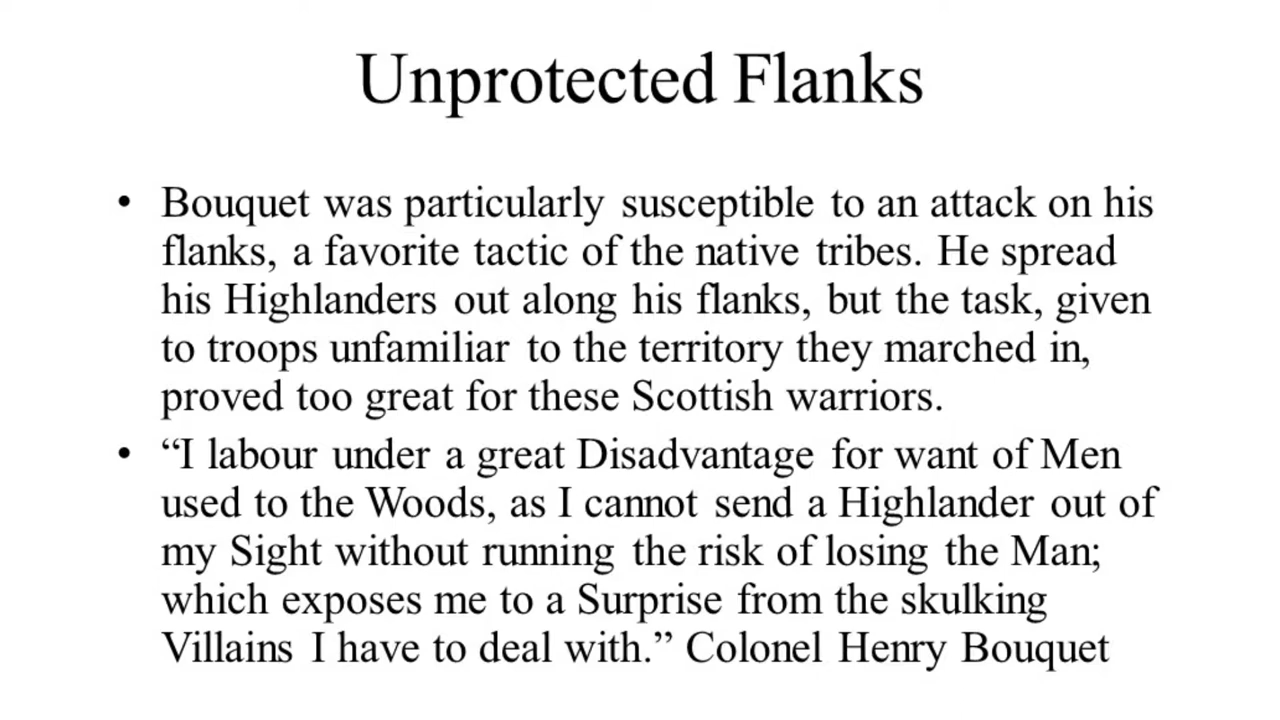 Unprotected Flanks
• Bouquet was particularly susceptible to an attack on his
flanks, a favorite tactic of the native tribes. He spread
his Highlanders out along his flanks, but the task, given
to troops unfamiliar to the territory they marched in,
proved too great for these Scottish warriors.
• “I labour under a great Disadvantage for want of Men
used to the Woods, as I cannot send a Highlander out of
my Sight without running the risk of losing the Man;
which exposes me to a Surprise from the skulking
Villains I have to deal with.” Colonel Henry Bouquet